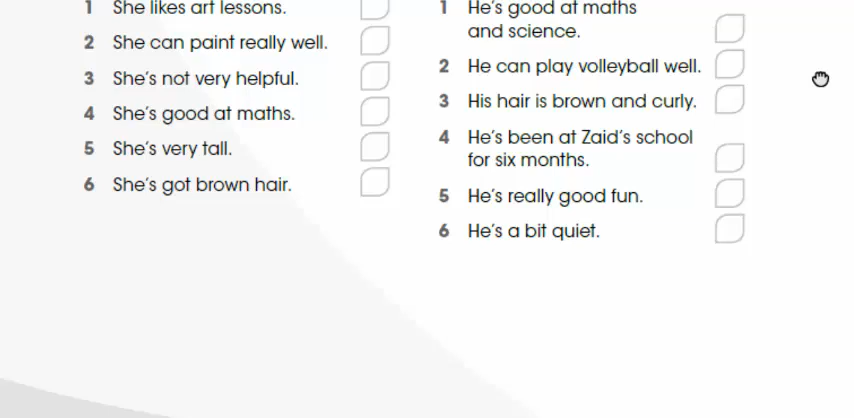 1 She likes art lessons.
2 She can paint really well.
3 She's not very helpful.
4 She's good at maths.
5 She's very tall.
6 She's got brown hair.
1 He's good at maths
and science.
2 He can play volleyball well.
3 His hair is brown and curly.
4 He's been at Zaid's school
for six months.
5 He's really good fun.
6 He's a bit quiet.